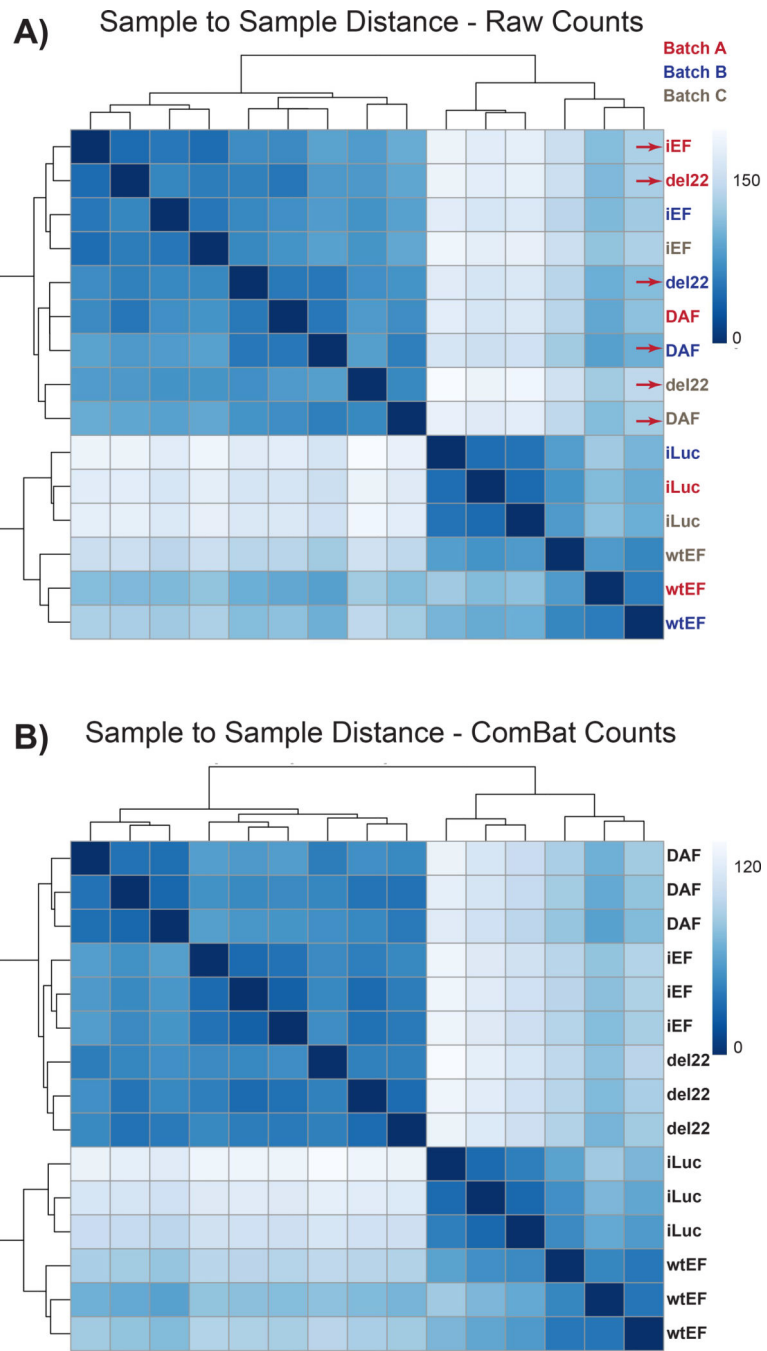 A)
Sample to Sample Distance - Raw Counts
Batch A
Batch B
Batch C
150
0
iEF
del22
iEF
iEF
del22
DAF
DAF
del22
DAF
iLuc
iLuc
iLuc
wtEF
wtEF
wtEF
B)
Sample to Sample Distance - ComBat Counts
120
0
DAF
DAF
DAF
iEF
iEF
iEF
del22
del22
del22
iLuc
iLuc
iLuc
wtEF
wtEF
wtEF